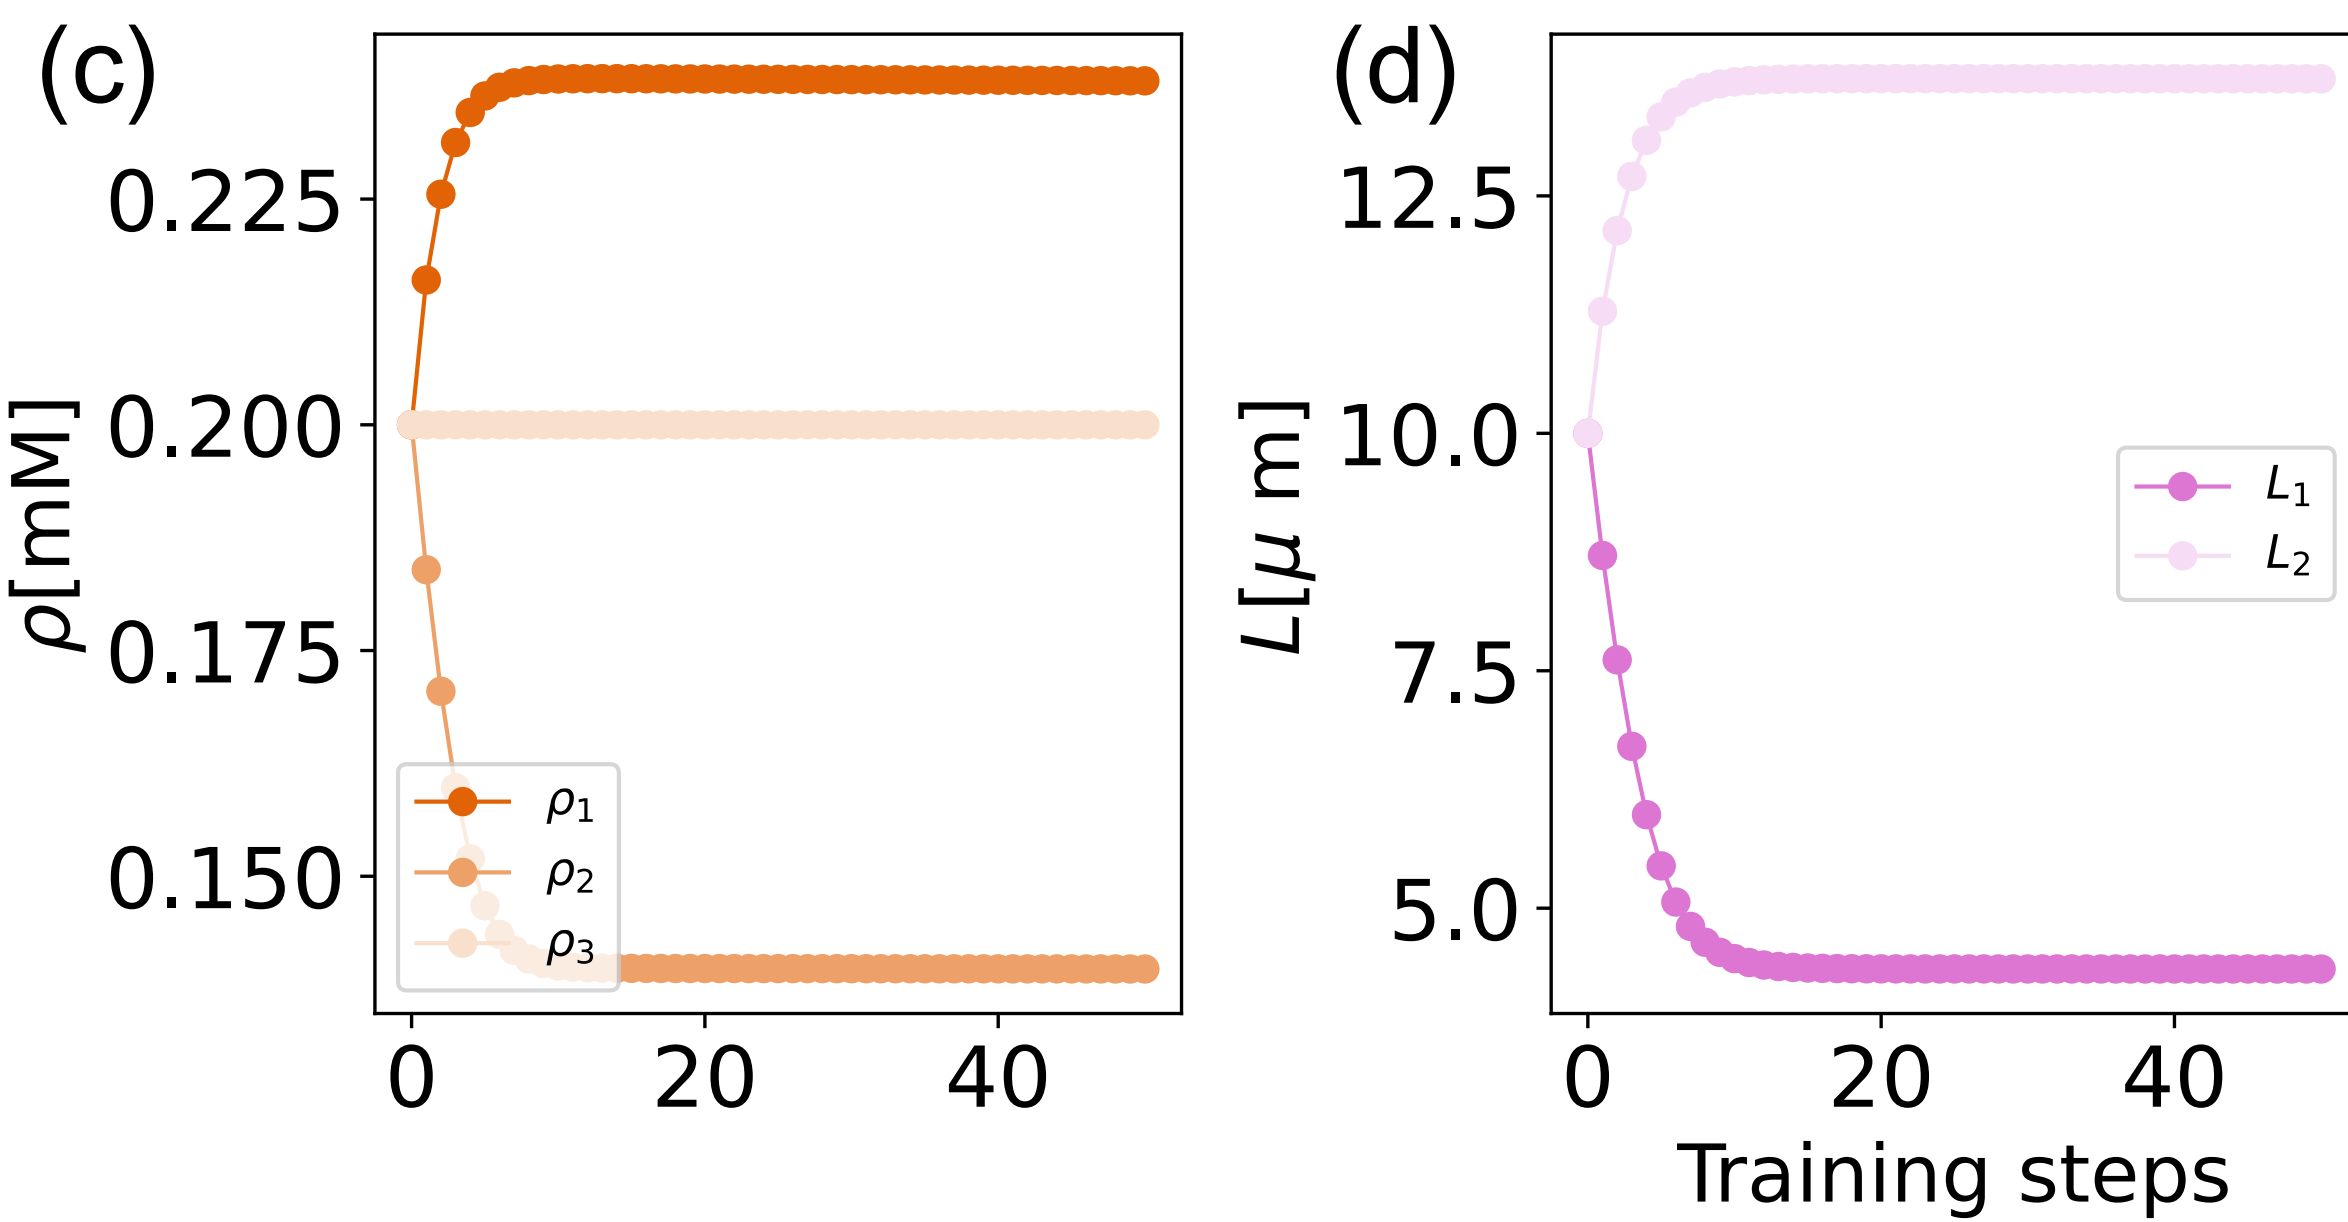 (c)
ρ[mM]
0.225
0.200
0.175
0.150
ρ₁
ρ₂
ρ₃
0 20 40
(d)
L[μ m]
12.5
10.0
7.5
5.0
L₁
L₂
0 20 40
Training steps